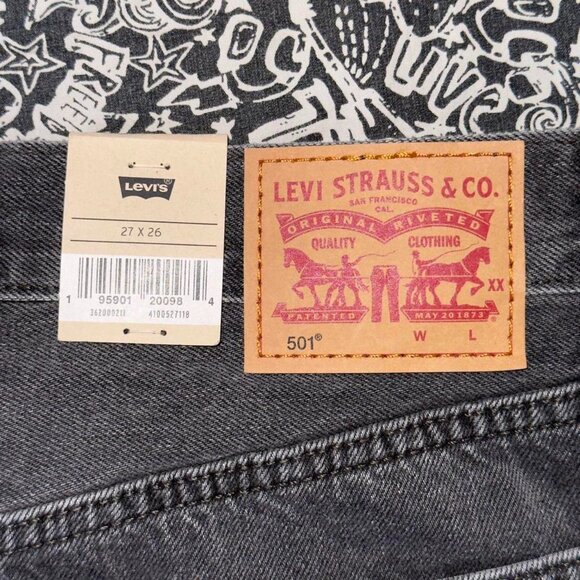 LEVI'S
27 X 26
1 95901 20098 4
362000211 4100527118
LEVI STRAUSS & CO.
SAN FRANCISCO
CAL.
ORIGINAL RIVETED
QUALITY CLOTHING
XX
PATENTED MAY 20 1873
501® W L